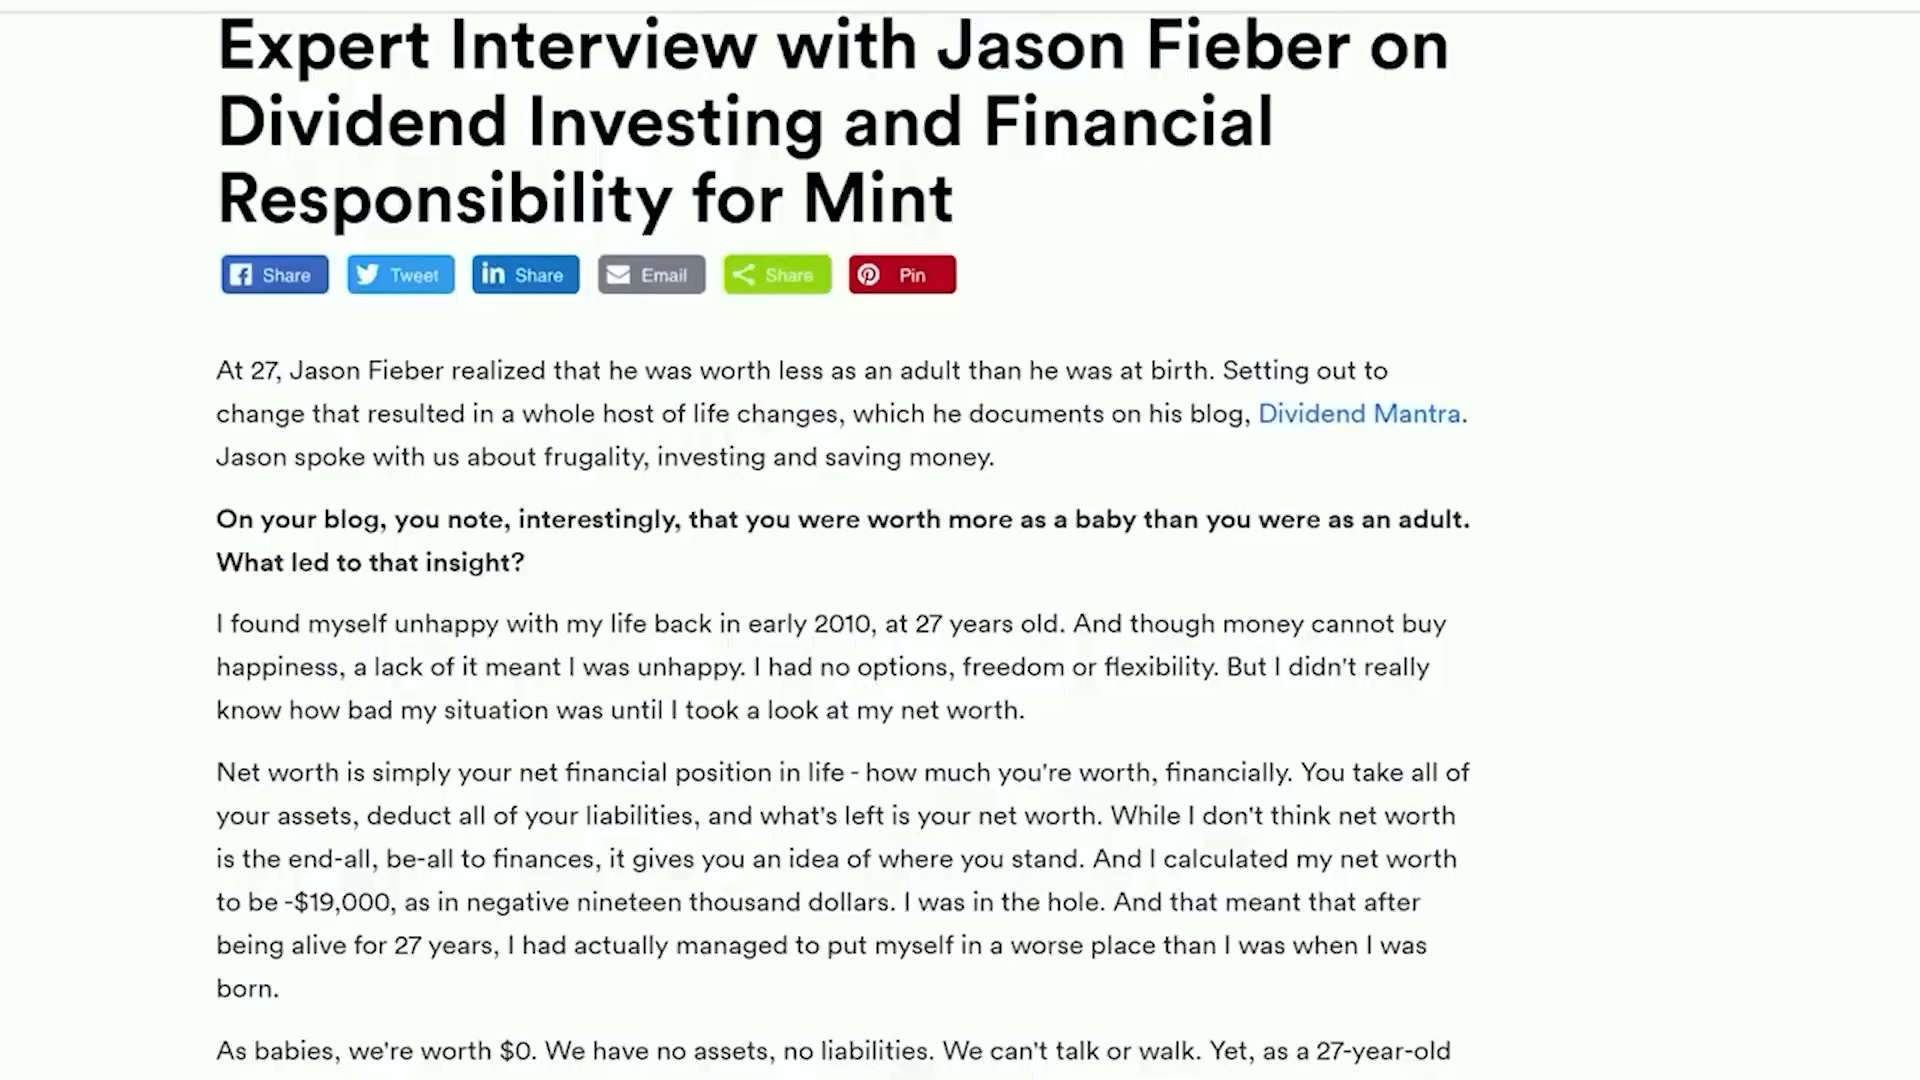 Expert Interview with Jason Fieber on
Dividend Investing and Financial
Responsibility for Mint
Share Tweet Share Email Share Pin
At 27, Jason Fieber realized that he was worth less as an adult than he was at birth. Setting out to
change that resulted in a whole host of life changes, which he documents on his blog, Dividend Mantra.
Jason spoke with us about frugality, investing and saving money.
On your blog, you note, interestingly, that you were worth more as a baby than you were as an adult.
What led to that insight?
I found myself unhappy with my life back in early 2010, at 27 years old. And though money cannot buy
happiness, a lack of it meant I was unhappy. I had no options, freedom or flexibility. But I didn't really
know how bad my situation was until I took a look at my net worth.
Net worth is simply your net financial position in life - how much you're worth, financially. You take all of
your assets, deduct all of your liabilities, and what's left is your net worth. While I don't think net worth
is the end-all, be-all to finances, it gives you an idea of where you stand. And I calculated my net worth
to be -$19,000, as in negative nineteen thousand dollars. I was in the hole. And that meant that after
being alive for 27 years, I had actually managed to put myself in a worse place than I was when I was
born.
As babies, we're worth $0. We have no assets, no liabilities. We can't talk or walk. Yet, as a 27-year-old